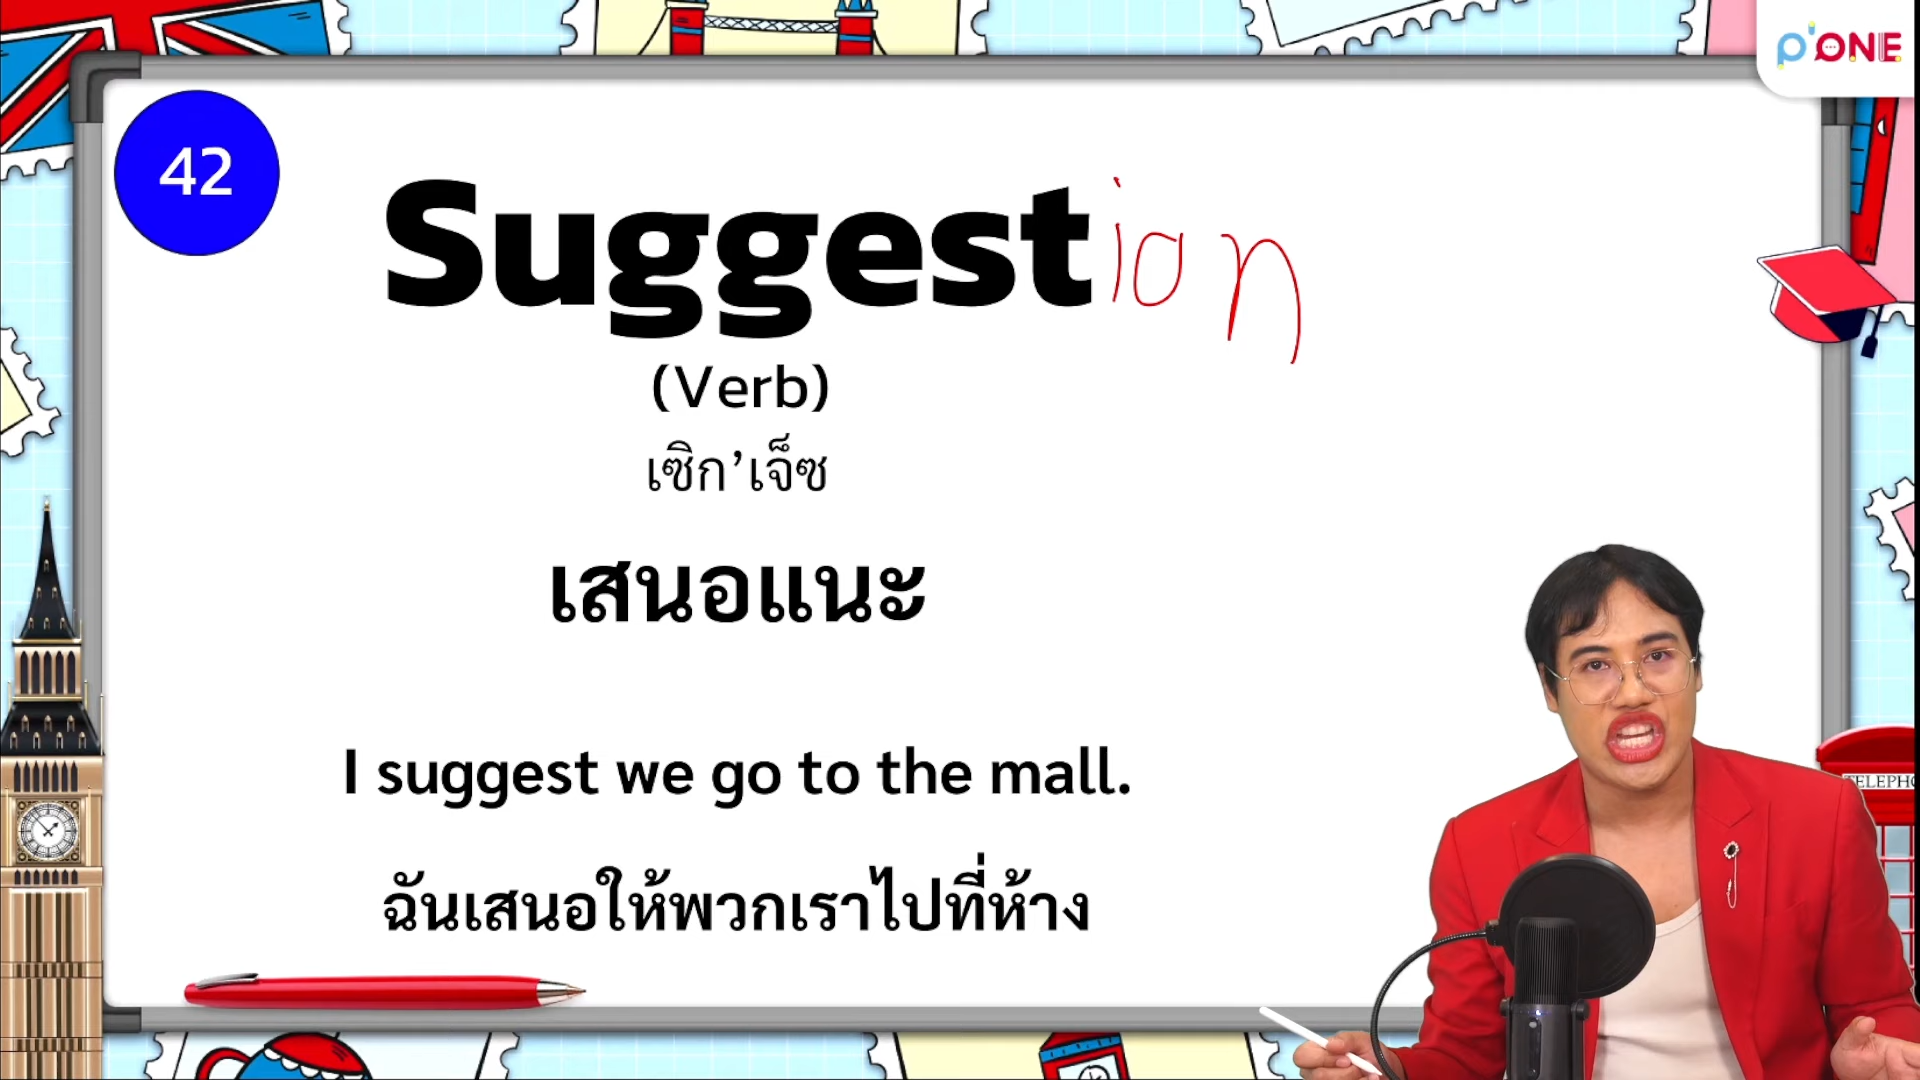 P'ONE
42
Suggestion
(Verb)
เซิก’เจ็ซ
เสนอแนะ
I suggest we go to the mall.
ฉันเสนอให้พวกเราไปที่ห้าง
TELEPHO